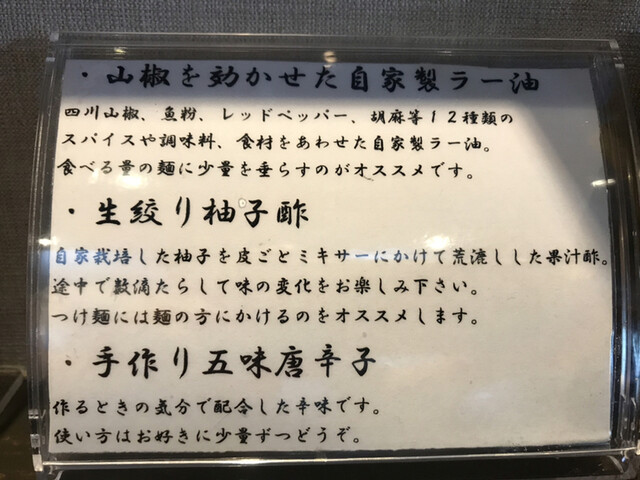 ・山椒を効かせた自家製ラー油
四川山椒、魚粉、レッドペッパー、胡麻等12種類の
スパイスや調味料、食材をあわせた自家製ラー油。
食べる量の麺に少量を垂らすのがオススメです。
・生絞り柚子酢
自家栽培した柚子を皮ごとミキサーにかけて荒漉しした果汁酢。
途中で数滴たらして味の変化をお楽しみ下さい。
つけ麺には麺の方にかけるのをオススメします。
・手作り五味唐辛子
作るときの気分で配合した辛味です。
使い方はお好きに少量ずつどうぞ。